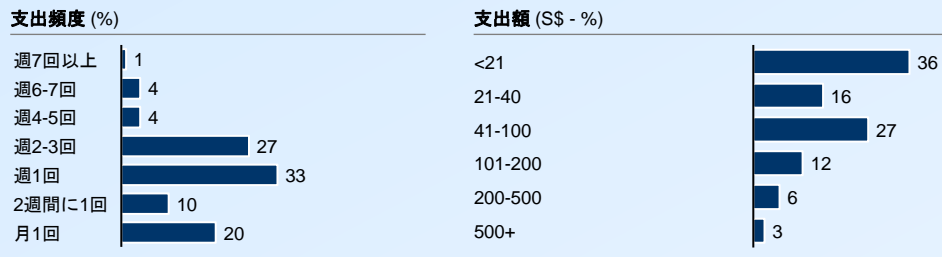 支出頻度 (%)
週7回以上 1
週6-7回 4
週4-5回 4
週2-3回 27
週1回 33
2週間に1回 10
月1回 20
支出額 (S$ - %)
<21 36
21-40 16
41-100 27
101-200 12
200-500 6
500+ 3